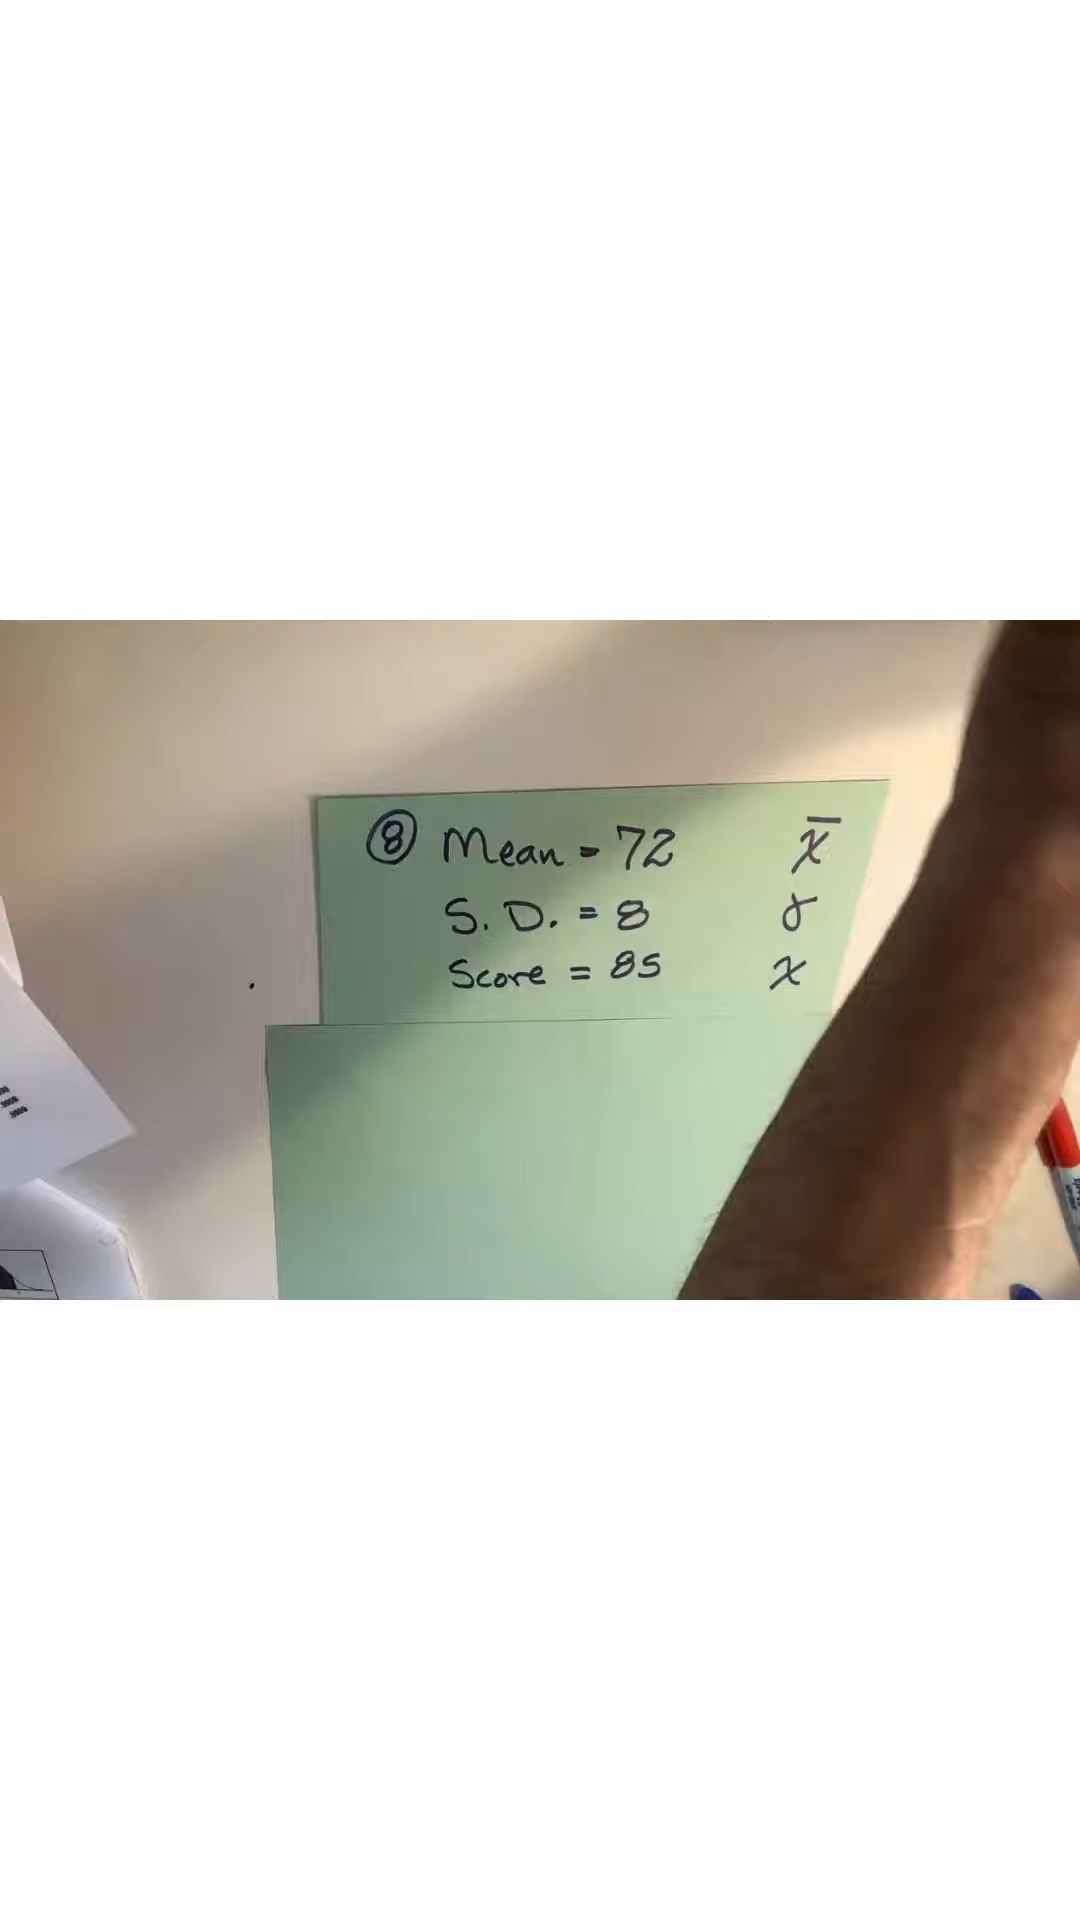 ⑧ Mean = 72 x̄
S. D. = 8 σ
Score = 85 x